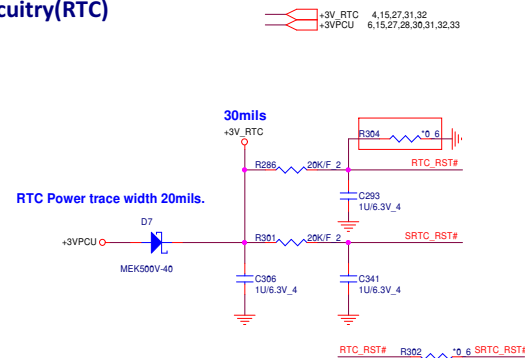 cuitry(RTC)
+3V_RTC 4,15,27,31,32
+3VPCU 6,15,27,28,30,31,32,33
30mils
+3V_RTC
R304 *0_6
R286 20K/F_2 RTC_RST#
C293
1U/6.3V_4
RTC Power trace width 20mils.
D7
+3VPCU
MEK500V-40
R301 20K/F_2 SRTC_RST#
C306
1U/6.3V_4
C341
1U/6.3V_4
RTC_RST# R302 *0_6 SRTC_RST#